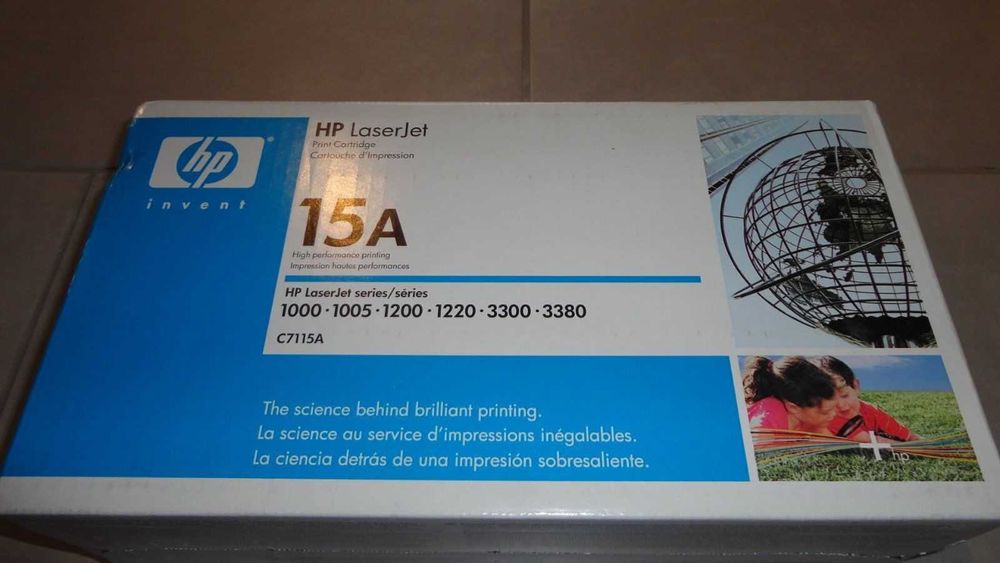 hp
invent
HP LaserJet
Print Cartridge
Cartouche d'Impression
15A
High performance printing
Impression hautes performances
HP LaserJet series/séries
1000 · 1005 · 1200 · 1220 · 3300 · 3380
C7115A
The science behind brilliant printing.
La science au service d'impressions inégalables.
La ciencia detrás de una impresión sobresaliente.
+hp